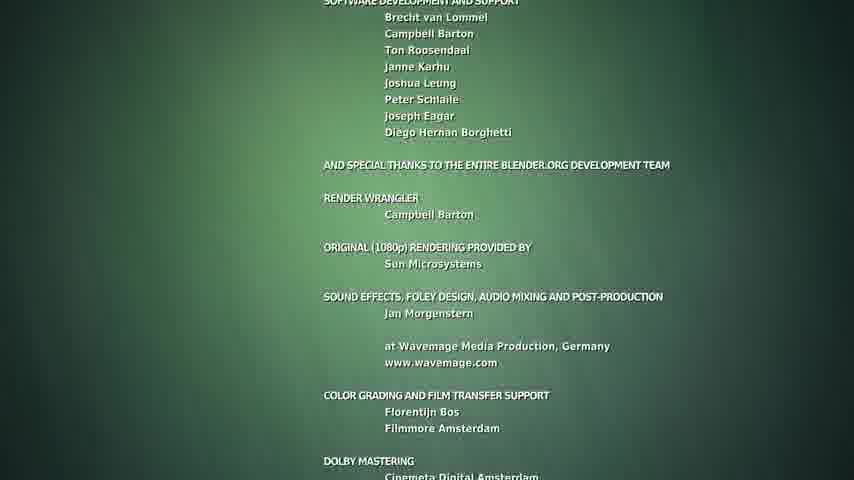 SOFTWARE DEVELOPMENT AND SUPPORT
Brecht van Lommel
Campbell Barton
Ton Roosendaal
Janne Karhu
Joshua Leung
Peter Schlaile
Joseph Eagar
Diego Hernan Borghetti
AND SPECIAL THANKS TO THE ENTIRE BLENDER.ORG DEVELOPMENT TEAM
RENDER WRANGLER
Campbell Barton
ORIGINAL (1080p) RENDERING PROVIDED BY
Sun Microsystems
SOUND EFFECTS, FOLEY DESIGN, AUDIO MIXING AND POST-PRODUCTION
Jan Morgenstern
at Wavemage Media Production, Germany
www.wavemage.com
COLOR GRADING AND FILM TRANSFER SUPPORT
Florentijn Bos
Filmmore Amsterdam
DOLBY MASTERING
Cinemeta Digital Amsterdam